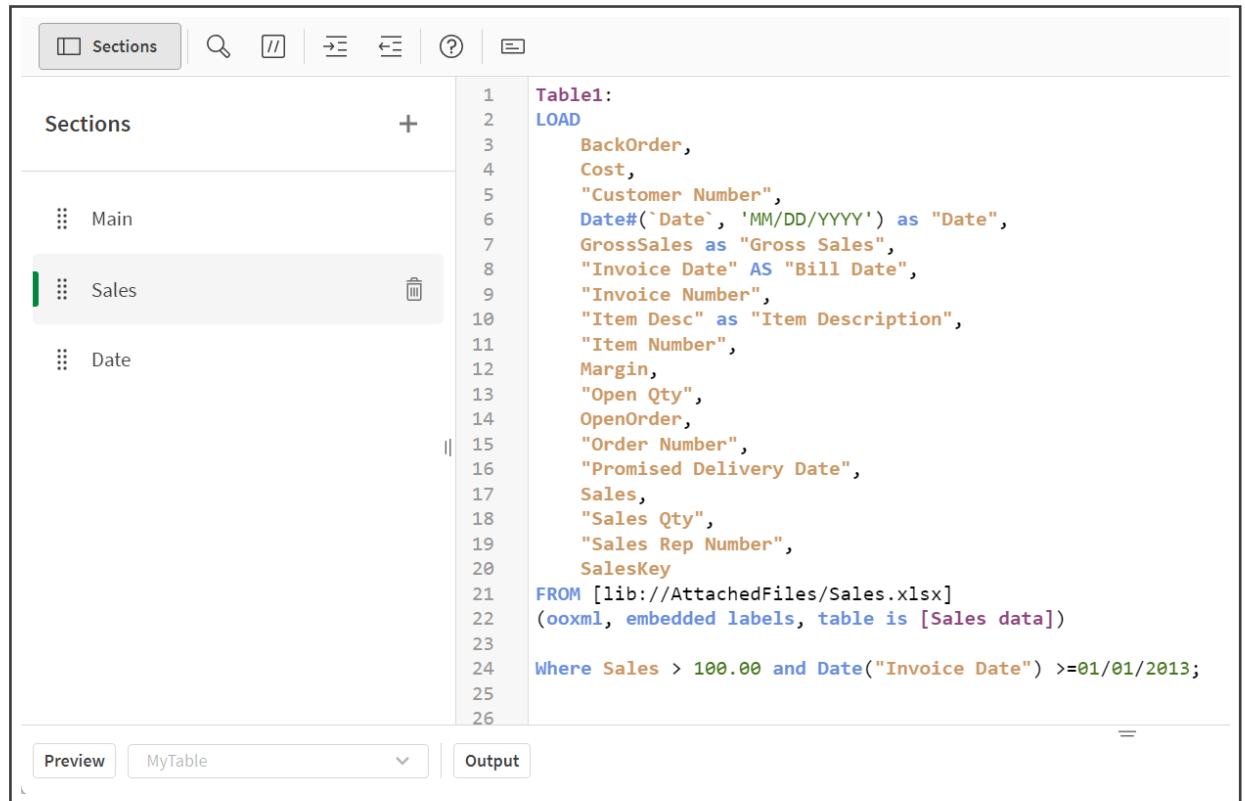 Sections
Sections
Main
Sales
Date
1 Table1:
2 LOAD
3 BackOrder,
4 Cost,
5 "Customer Number",
6 Date#(`Date`, 'MM/DD/YYYY') as "Date",
7 GrossSales as "Gross Sales",
8 "Invoice Date" AS "Bill Date",
9 "Invoice Number",
10 "Item Desc" as "Item Description",
11 "Item Number",
12 Margin,
13 "Open Qty",
14 OpenOrder,
15 "Order Number",
16 "Promised Delivery Date",
17 Sales,
18 "Sales Qty",
19 "Sales Rep Number",
20 SalesKey
21 FROM [lib://AttachedFiles/Sales.xlsx]
22 (ooxml, embedded labels, table is [Sales data])
23
24 Where Sales > 100.00 and Date("Invoice Date") >=01/01/2013;
25
26
Preview MyTable Output